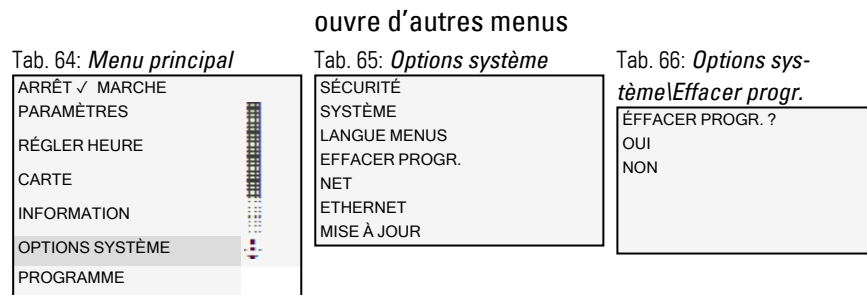 ouvre d’autres menus
Tab. 64: Menu principal
ARRÊT ✓ MARCHE
PARAMÈTRES
RÉGLER HEURE
CARTE
INFORMATION
OPTIONS SYSTÈME
PROGRAMME
Tab. 65: Options système
SÉCURITÉ
SYSTÈME
LANGUE MENUS
EFFACER PROGR.
NET
ETHERNET
MISE À JOUR
Tab. 66: Options sys-
tème\Effacer progr.
ÉFFACER PROGR. ?
OUI
NON